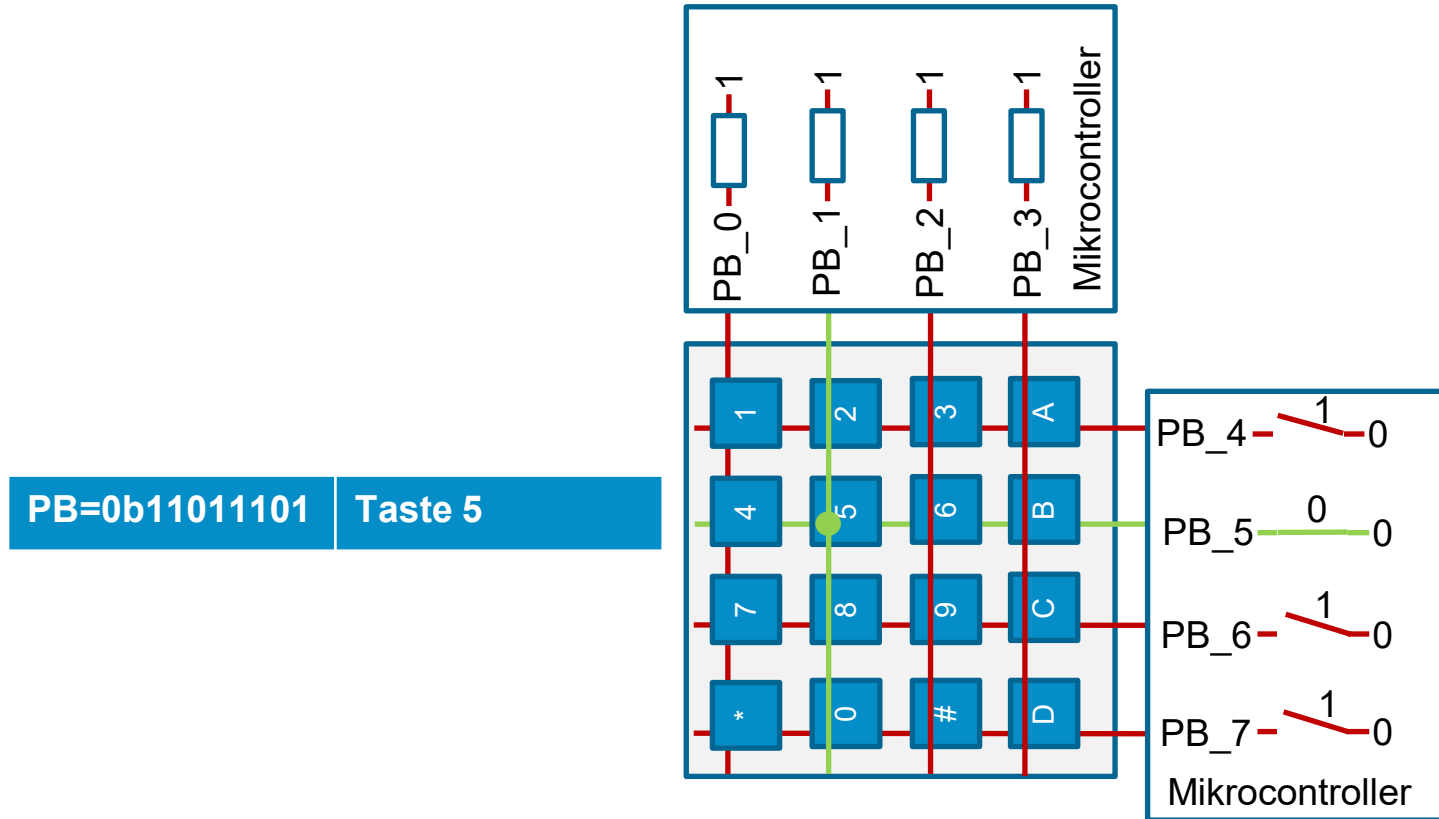 1 1 1 1
PB_0 PB_1 PB_2 PB_3
Mikrocontroller
1 2 3 A
4 5 6 B
7 8 9 C
* 0 # D
PB=0b11011101 Taste 5
PB_4 1 0
PB_5 0 0
PB_6 1 0
PB_7 1 0
Mikrocontroller